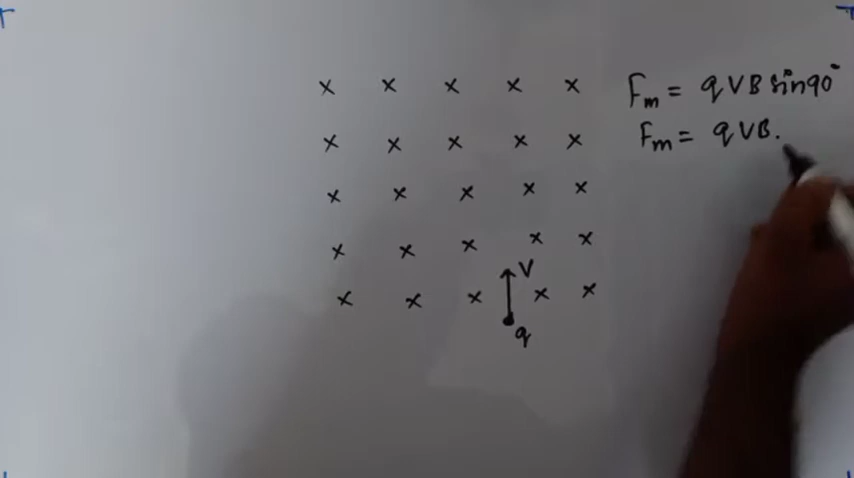 × × × × × Fm = qVB sin90°
× × × × × Fm = qVB.
× × × × ×
× × × × ×
V
× × × × ×
q